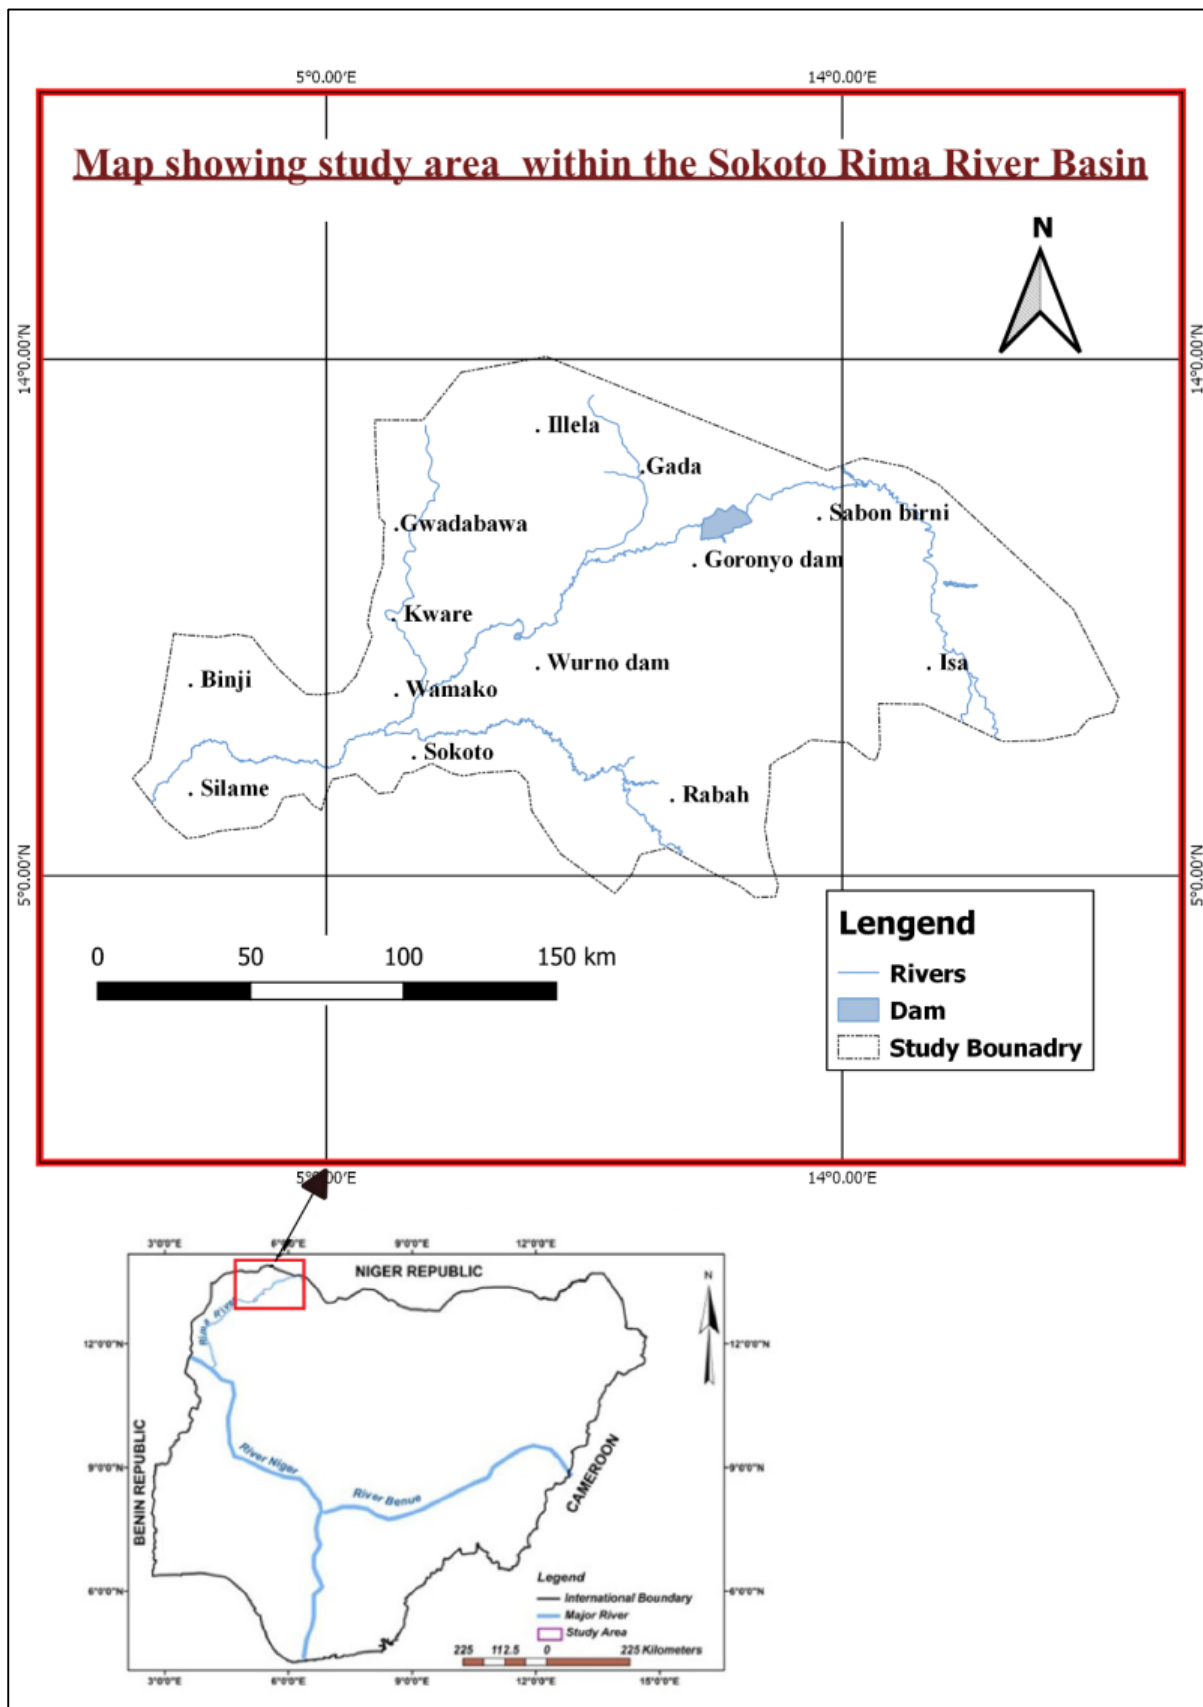 5°0.00′E 14°0.00′E
Map showing study area within the Sokoto Rima River Basin
N
14°0.00′N 14°0.00′N
. Illela
.Gada
.Gwadabawa
. Sabon birni
. Goronyo dam
. Kware
. Wurno dam
. Isa
. Binji
. Wamako
. Sokoto
. Silame
. Rabah
5°0.00′N 5°0.00′N
Lengend
Rivers
Dam
Study Bounadry
0 50 100 150 km
5°0.00′E 14°0.00′E
3°0'0"E 6°0'0"E 9°0'0"E 12°0'0"E
NIGER REPUBLIC
N
Rima River
12°0'0"N 12°0'0"N
BENIN REPUBLIC
River Niger
River Benue
CAMEROON
9°0'0"N 9°0'0"N
Legend
International Boundary
Major River
Study Area
6°0'0"N 6°0'0"N
225 112.5 0 225 Kilometers
3°0'0"E 6°0'0"E 9°0'0"E 12°0'0"E 15°0'0"E